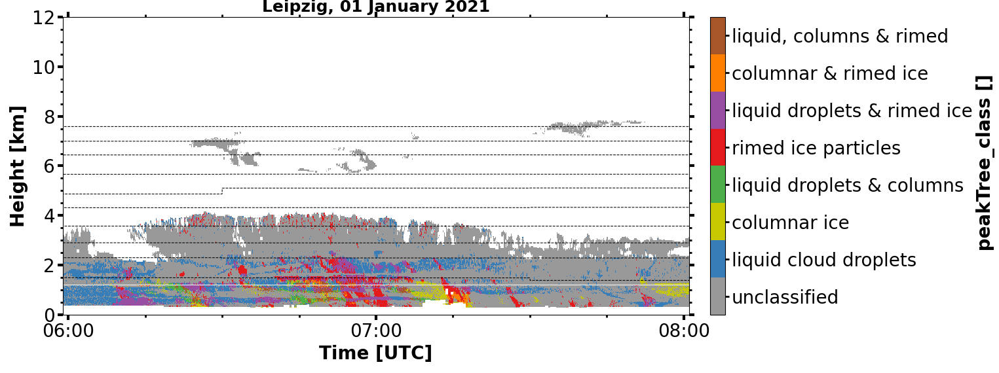 Leipzig, 01 January 2021
12
10
8
6
4
2
0
Height [km]
06:00
07:00
08:00
Time [UTC]
liquid, columns & rimed
columnar & rimed ice
liquid droplets & rimed ice
rimed ice particles
liquid droplets & columns
columnar ice
liquid cloud droplets
unclassified
peakTree_class []